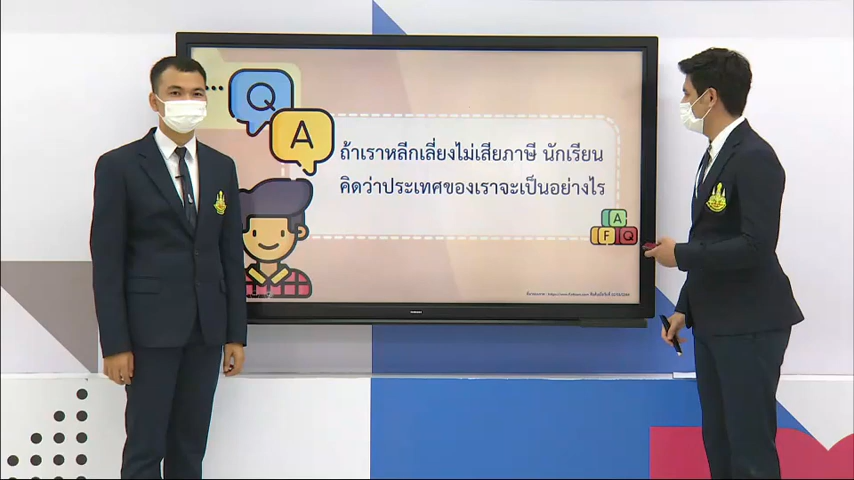 Q
A
ถ้าเราหลีกเลี่ยงไม่เสียภาษี นักเรียน
คิดว่าประเทศของเราจะเป็นอย่างไร
A
F Q
SAMSUNG